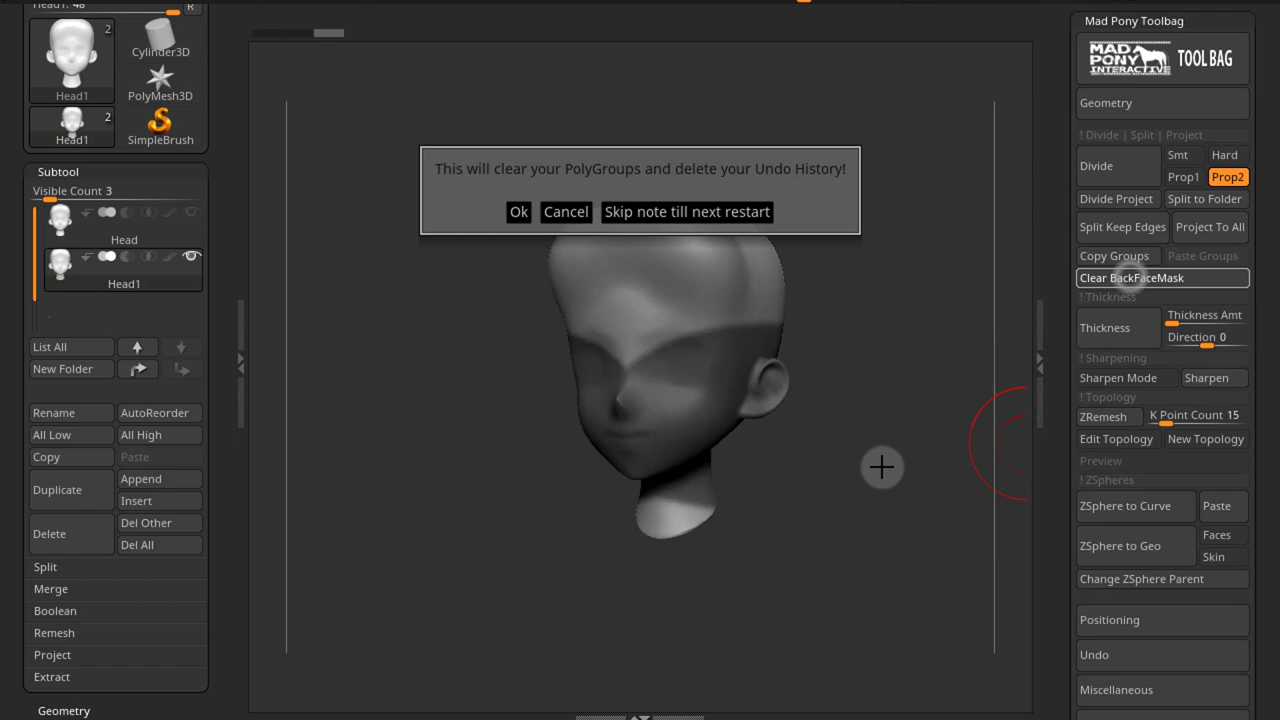 Head1: 48
R
2
Head1
Cylinder3D
PolyMesh3D
2
Head1
SimpleBrush
Subtool
Visible Count 3
Head
Head1
List All
New Folder
Rename
AutoReorder
All Low
All High
Copy
Paste
Duplicate
Append
Insert
Delete
Del Other
Del All
Split
Merge
Boolean
Remesh
Project
Extract
Geometry
This will clear your PolyGroups and delete your Undo History!
Ok
Cancel
Skip note till next restart
Mad Pony Toolbag
MAD PONY INTERACTIVE TOOL BAG
Geometry
! Divide | Split | Project
Divide
Smt
Hard
Prop1
Prop2
Divide Project
Split to Folder
Split Keep Edges
Project To All
Copy Groups
Paste Groups
Clear BackFaceMask
! Thickness
Thickness
Thickness Amt
Direction 0
! Sharpening
Sharpen Mode
Sharpen
! Topology
ZRemesh
K Point Count 15
Edit Topology
New Topology
Preview
! ZSpheres
ZSphere to Curve
Paste
ZSphere to Geo
Faces
Skin
Change ZSphere Parent
Positioning
Undo
Miscellaneous